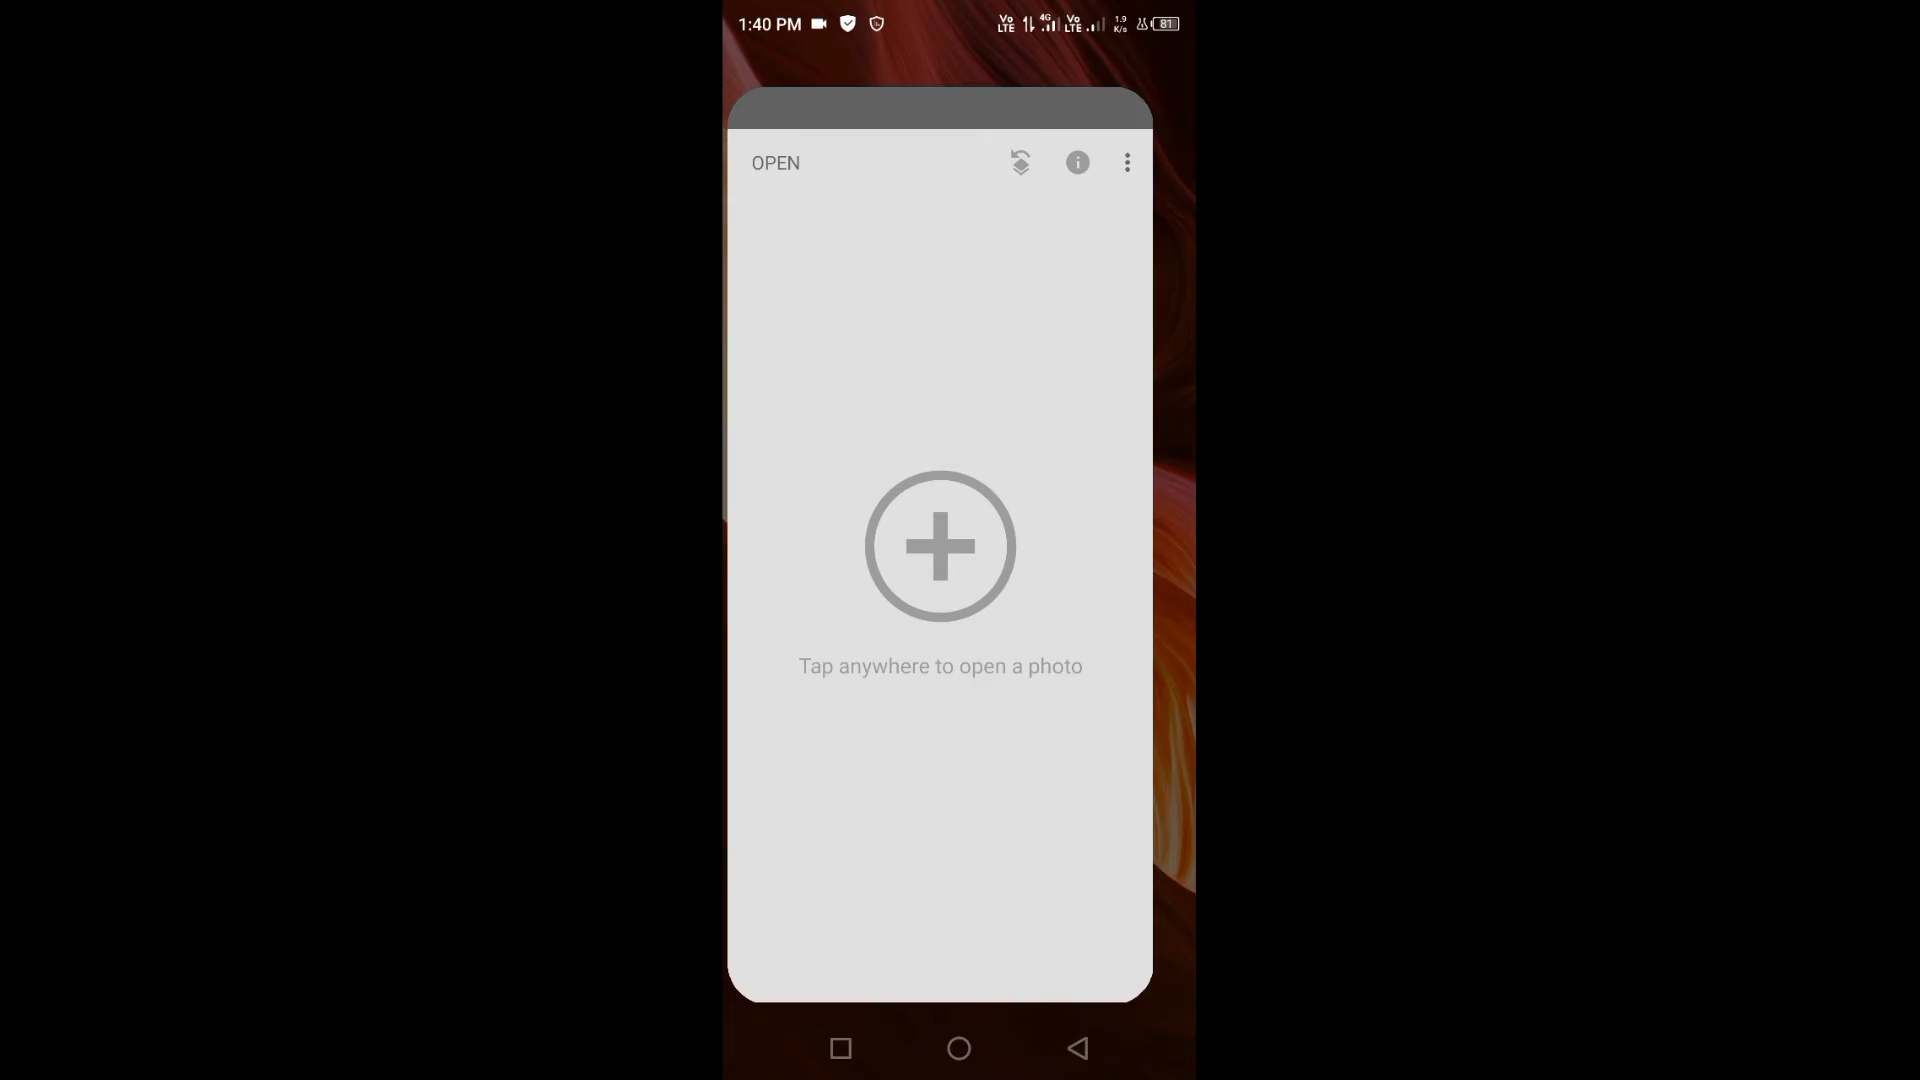 1:40 PM
Vo LTE 4G Vo LTE 1.9 K/s 81
OPEN
Tap anywhere to open a photo